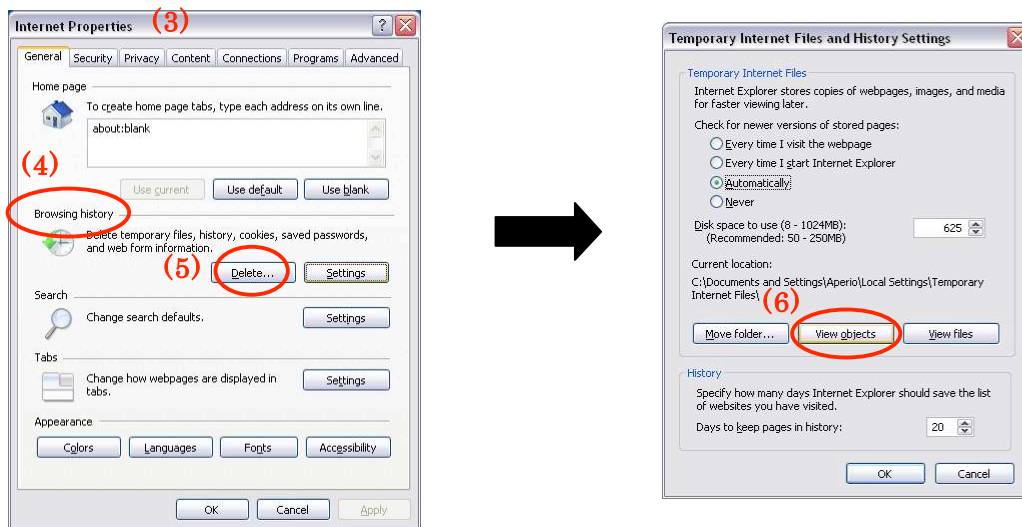 Internet Properties (3)
General Security Privacy Content Connections Programs Advanced
Home page
To create home page tabs, type each address on its own line.
about:blank
(4)
Use current Use default Use blank
Browsing history
Delete temporary files, history, cookies, saved passwords,
and web form information.
(5)
Delete... Settings
Search
Change search defaults.
Settings
Tabs
Change how webpages are displayed in
tabs.
Settings
Appearance
Colors Languages Fonts Accessibility
OK Cancel Apply
Temporary Internet Files and History Settings
Temporary Internet Files
Internet Explorer stores copies of webpages, images, and media
for faster viewing later.
Check for newer versions of stored pages:
Every time I visit the webpage
Every time I start Internet Explorer
Automatically
Never
Disk space to use (8 - 1024MB):
(Recommended: 50 - 250MB)
625
Current location:
C:\Documents and Settings\Aperio\Local Settings\Temporary
Internet Files\
(6)
Move folder... View objects View files
History
Specify how many days Internet Explorer should save the list
of websites you have visited.
Days to keep pages in history: 20
OK Cancel